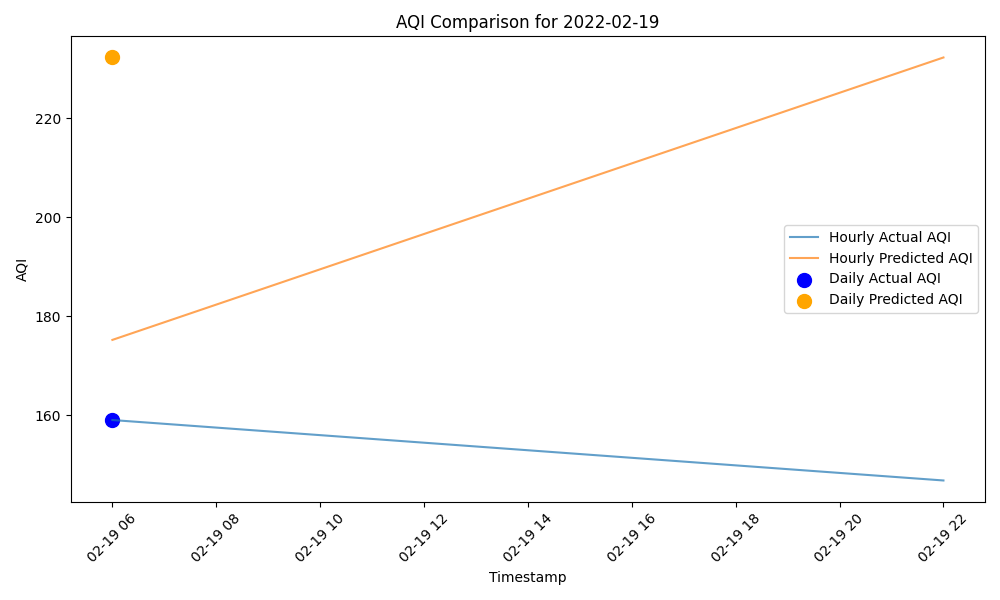 AQI Comparison for 2022-02-19
AQI
220
200
180
160
Hourly Actual AQI
Hourly Predicted AQI
Daily Actual AQI
Daily Predicted AQI
02-19 06
02-19 08
02-19 10
02-19 12
02-19 14
02-19 16
02-19 18
02-19 20
02-19 22
Timestamp